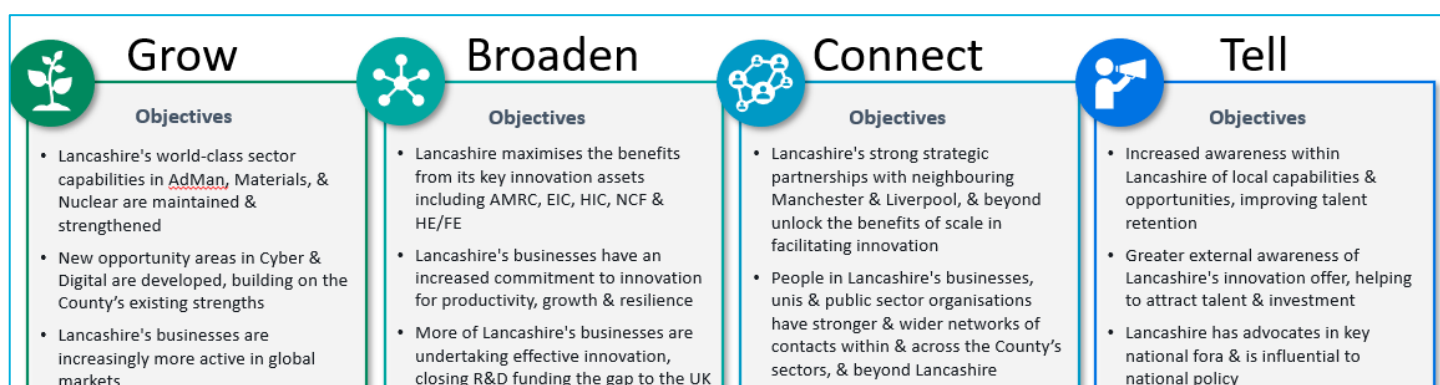 Grow
Objectives
• Lancashire's world-class sector
capabilities in AdMan, Materials, &
Nuclear are maintained &
strengthened
• New opportunity areas in Cyber &
Digital are developed, building on the
County’s existing strengths
• Lancashire's businesses are
increasingly more active in global
markets
Broaden
Objectives
• Lancashire maximises the benefits
from its key innovation assets
including AMRC, EIC, HIC, NCF &
HE/FE
• Lancashire's businesses have an
increased commitment to innovation
for productivity, growth & resilience
• More of Lancashire's businesses are
undertaking effective innovation,
closing R&D funding the gap to the UK
Connect
Objectives
• Lancashire's strong strategic
partnerships with neighbouring
Manchester & Liverpool, & beyond
unlock the benefits of scale in
facilitating innovation
• People in Lancashire's businesses,
unis & public sector organisations
have stronger & wider networks of
contacts within & across the County’s
sectors, & beyond Lancashire
Tell
Objectives
• Increased awareness within
Lancashire of local capabilities &
opportunities, improving talent
retention
• Greater external awareness of
Lancashire's innovation offer, helping
to attract talent & investment
• Lancashire has advocates in key
national fora & is influential to
national policy